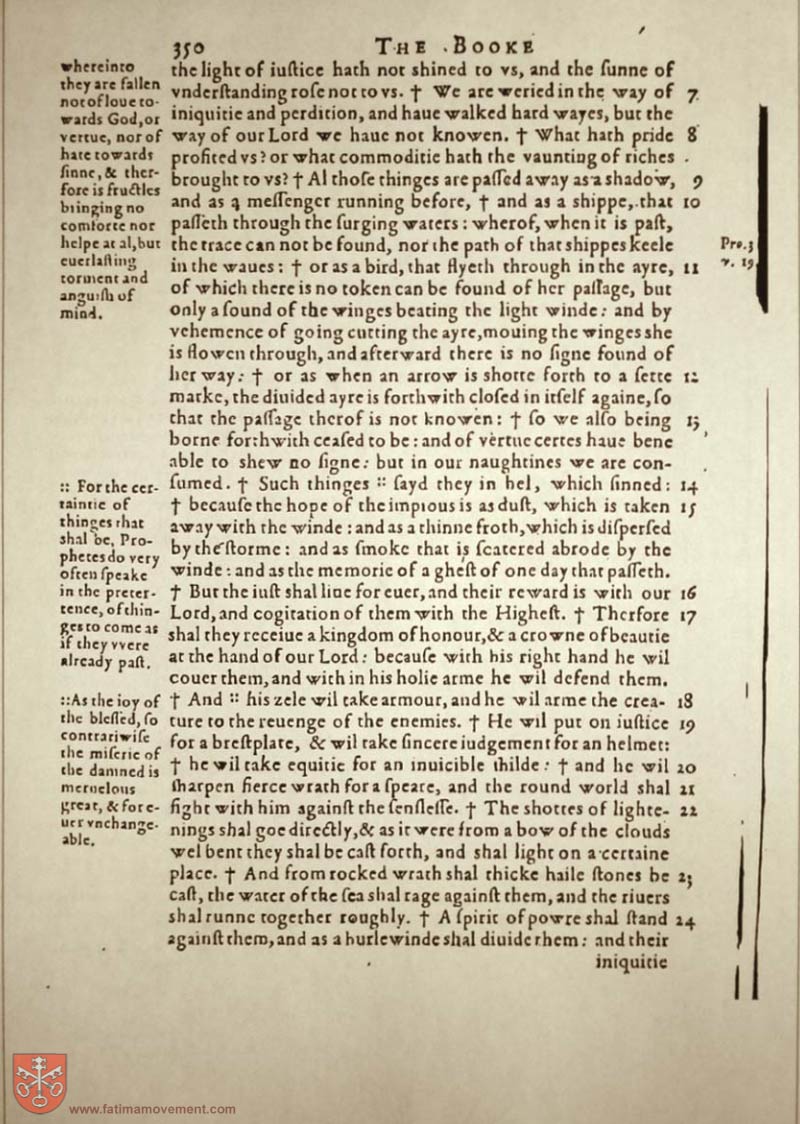 350 THE BOOKE
whereinto
they are fallen
not of loue to-
wards God, or
vertue, nor of
hate towards
sinne, & ther-
fore is fructles
bringing no
comforte nor
helpe at al, but
euerlaſting
torment and
anguiſh of
mind.
the light of iuſtice hath not shined to vs, and the ſunne of
vnderſtanding roſe not to vs. † We are weried in the way of 7
iniquitie and perdition, and haue walked hard wayes, but the
way of our Lord we haue not knowen. † What hath pride 8
profited vs? or what commoditie hath the vaunting of riches
brought to vs? † Al thoſe thinges are paſſed away as a shadow, 9
and as a meſſenger running before, † and as a shippe, that 10
paſſeth through the ſurging waters: wherof, when it is paſt,
the trace can not be found, nor the path of that shippes keele
in the waues: † or as a bird, that flyeth through in the ayre, 11
of which there is no token can be found of her paſſage, but
only a ſound of the winges beating the light winde: and by
vehemence of going cutting the ayre, mouing the winges she
is flowen through, and afterward there is no ſigne found of
her way: † or as when an arrow is shotte forth to a ſette 12
marke, the diuided ayre is forthwith cloſed in itſelf againe, ſo
that the paſſage therof is not knowen: † ſo we alſo being 13
borne forthwith ceaſed to be: and of vertue certes haue bene
able to shew no ſigne: but in our naughtines we are con-
ſumed. † Such thinges :: ſayd they in hel, which ſinned: 14
† becauſe the hope of the impious is as duſt, which is taken 15
away with the winde: and as a thinne froth, which is diſperſed
by the ſtorme: and as ſmoke that is ſcatered abrode by the
winde: and as the memorie of a gheſt of one day that paſſeth.
† But the iuſt shal liue for euer, and their reward is with our 16
Lord, and cogitation of them with the Higheſt. † Therfore 17
shal they receiue a kingdom of honour, & a crowne of beautie
at the hand of our Lord: becauſe with his right hand he wil
couer them, and with in his holie arme he wil defend them.
† And :: his zele wil take armour, and he wil arme the crea- 18
ture to the reuenge of the enemies. † He wil put on iuſtice 19
for a breſtplate, & wil take ſincere iudgement for an helmet:
† he wil take equitie for an inuicible shilde: † and he wil 20
sharpen fierce wrath for a ſpeare, and the round world shal 21
fight with him againſt the ſenſleſſe. † The shottes of lighte- 22
nings shal goe directly, & as it were from a bow of the clouds
wel bent they shal be caſt forth, and shal light on a certaine
place. † And from rocked wrath shal thicke haile ſtones be 23
caſt, the water of the ſea shal rage againſt them, and the riuers
shal runne together roughly. † A ſpirit of powre shal ſtand 24
againſt them, and as a hurlewinde shal diuide them: and their
iniquitie
Pro. 3
v. 19
:: For the cer-
taintie of
thinges that
shal be, Pro-
phetes do very
often ſpeake
in the preter-
tence, of thin-
ges to come as
if they vvere
already paſt.
:: As the ioy of
the bleſſed, ſo
contrariwiſe
the miſerie of
the damned is
meruelous
great, & for e-
uer vnchange-
able.
www.fatimamovement.com